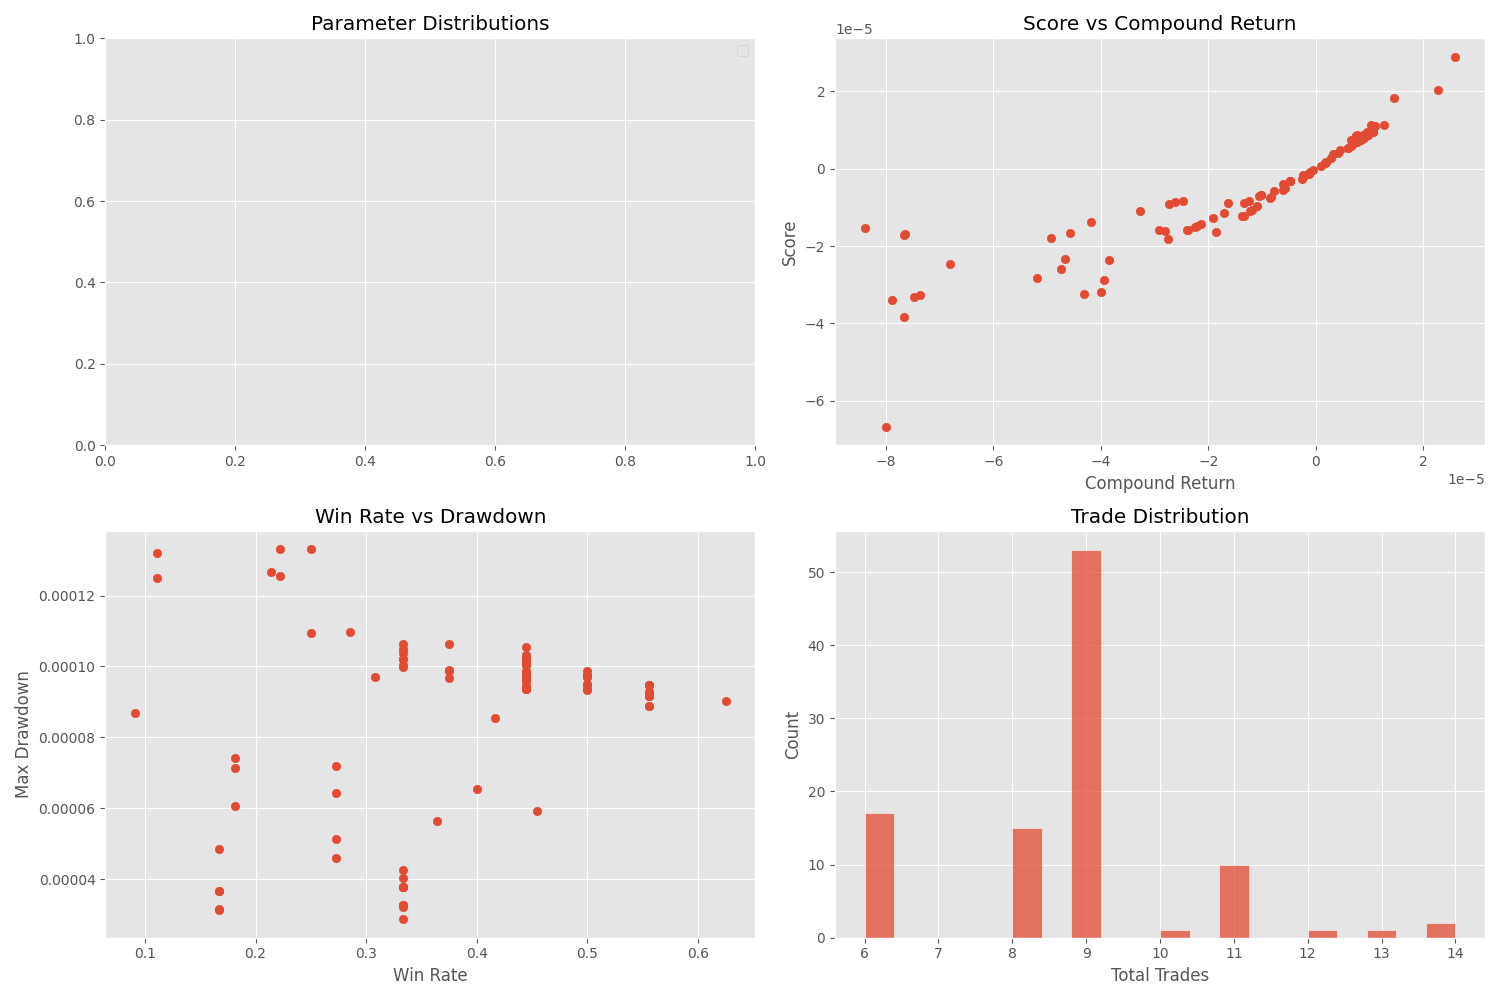 Parameter Distributions
1.0
0.8
0.6
0.4
0.2
0.0
0.0 0.2 0.4 0.6 0.8 1.0
Score vs Compound Return
1e−5
Score
2
0
−2
−4
−6
−8 −6 −4 −2 0 2
1e−5
Compound Return
Win Rate vs Drawdown
Max Drawdown
0.00012
0.00010
0.00008
0.00006
0.00004
0.1 0.2 0.3 0.4 0.5 0.6
Win Rate
Trade Distribution
Count
50
40
30
20
10
0
6 7 8 9 10 11 12 13 14
Total Trades